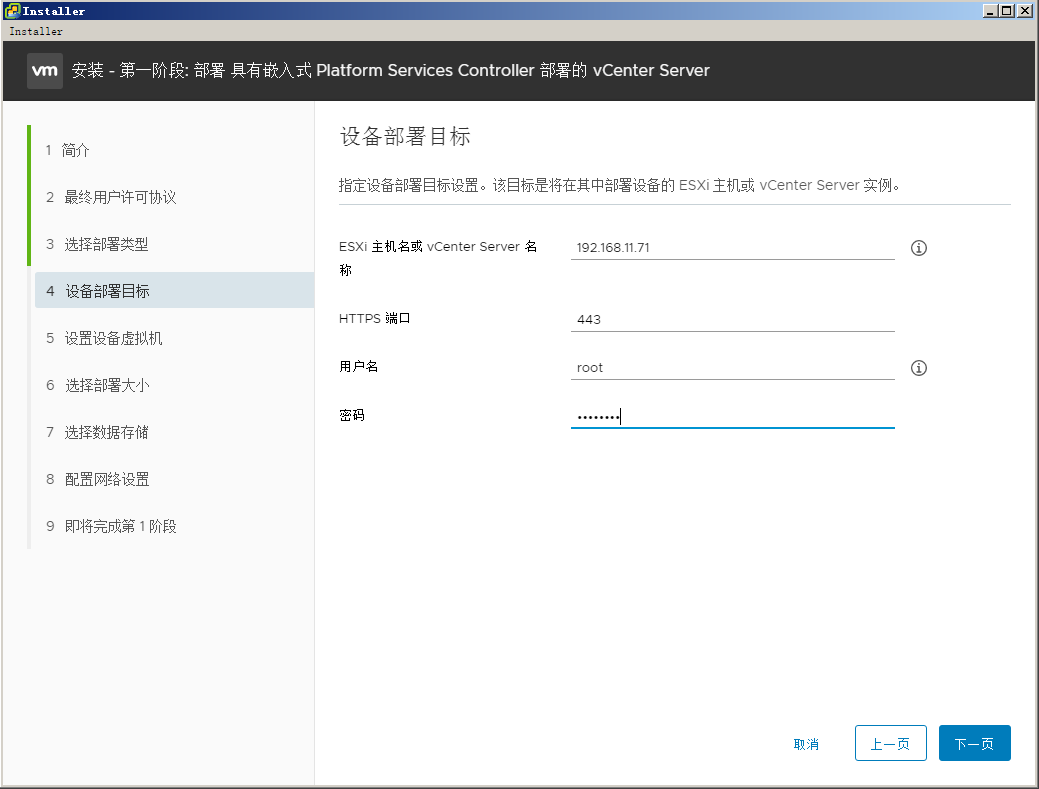 Installer
Installer
vm 安装 - 第一阶段: 部署 具有嵌入式 Platform Services Controller 部署的 vCenter Server
1 简介
2 最终用户许可协议
3 选择部署类型
4 设备部署目标
5 设置设备虚拟机
6 选择部署大小
7 选择数据存储
8 配置网络设置
9 即将完成第 1 阶段
设备部署目标
指定设备部署目标设置。该目标是将在其中部署设备的 ESXi 主机或 vCenter Server 实例。
ESXi 主机名或 vCenter Server 名
称
192.168.11.71
HTTPS 端口
443
用户名
root
密码
••••••••
取消
上一页
下一页